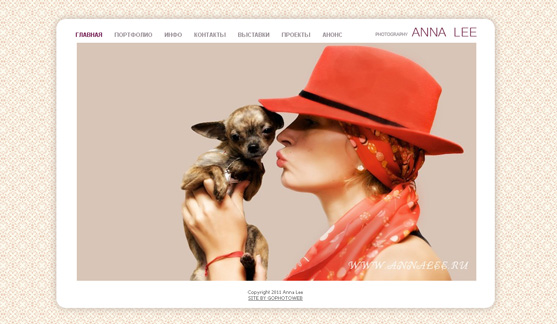 ГЛАВНАЯ ПОРТФОЛИО ИНФО КОНТАКТЫ ВЫСТАВКИ ПРОЕКТЫ АНОНС
PHOTOGRAPHY ANNA LEE
WWW.ANNALEE.RU
Copyright 2011 Anna Lee
SITE BY GOPHOTOWEB